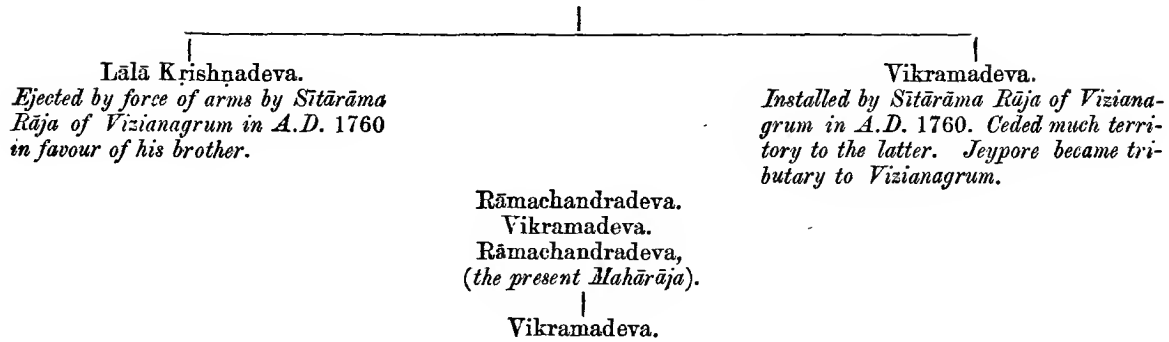 Lālā Kṛishṇadeva.
Ejected by force of arms by Sītārāma
Rāja of Vizianagrum in A.D. 1760
in favour of his brother.
Vikramadeva.
Installed by Sītārāma Rāja of Viziana-
grum in A.D. 1760. Ceded much terri-
tory to the latter. Jeypore became tri-
butary to Vizianagrum.
Rāmachandradeva.
Vikramadeva.
Rāmachandradeva,
(the present Mahārāja).
Vikramadeva.